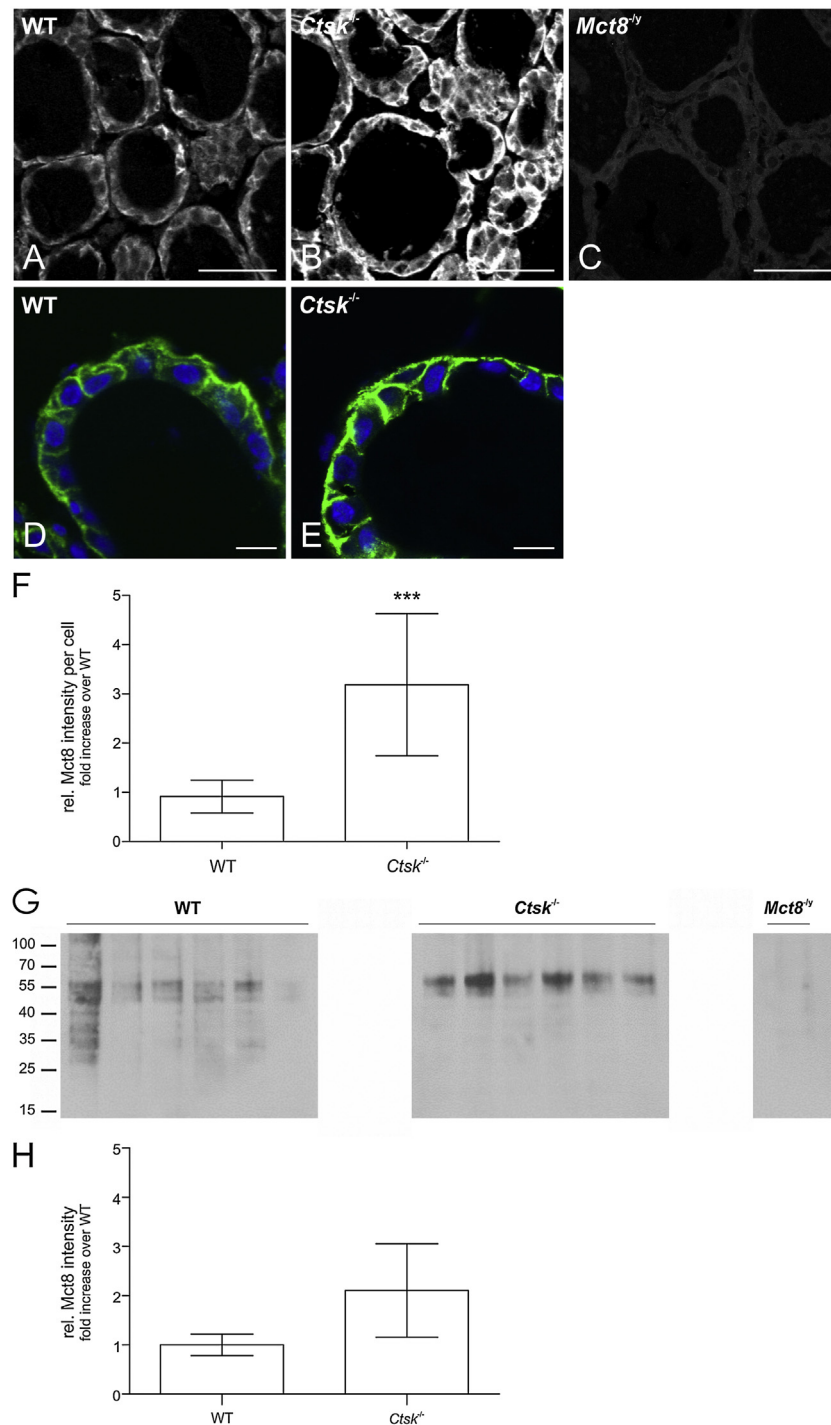 WT
A
Ctsk-/-
B
Mct8-/y
C
WT
D
Ctsk-/-
E
F
rel. Mct8 intensity per cell
fold increase over WT
5
4
3
2
1
0
***
WT
Ctsk-/-
G
WT
Ctsk-/-
Mct8-/y
100
70
55
40
35
25
15
H
rel. Mct8 intensity
fold increase over WT
5
4
3
2
1
0
WT
Ctsk-/-